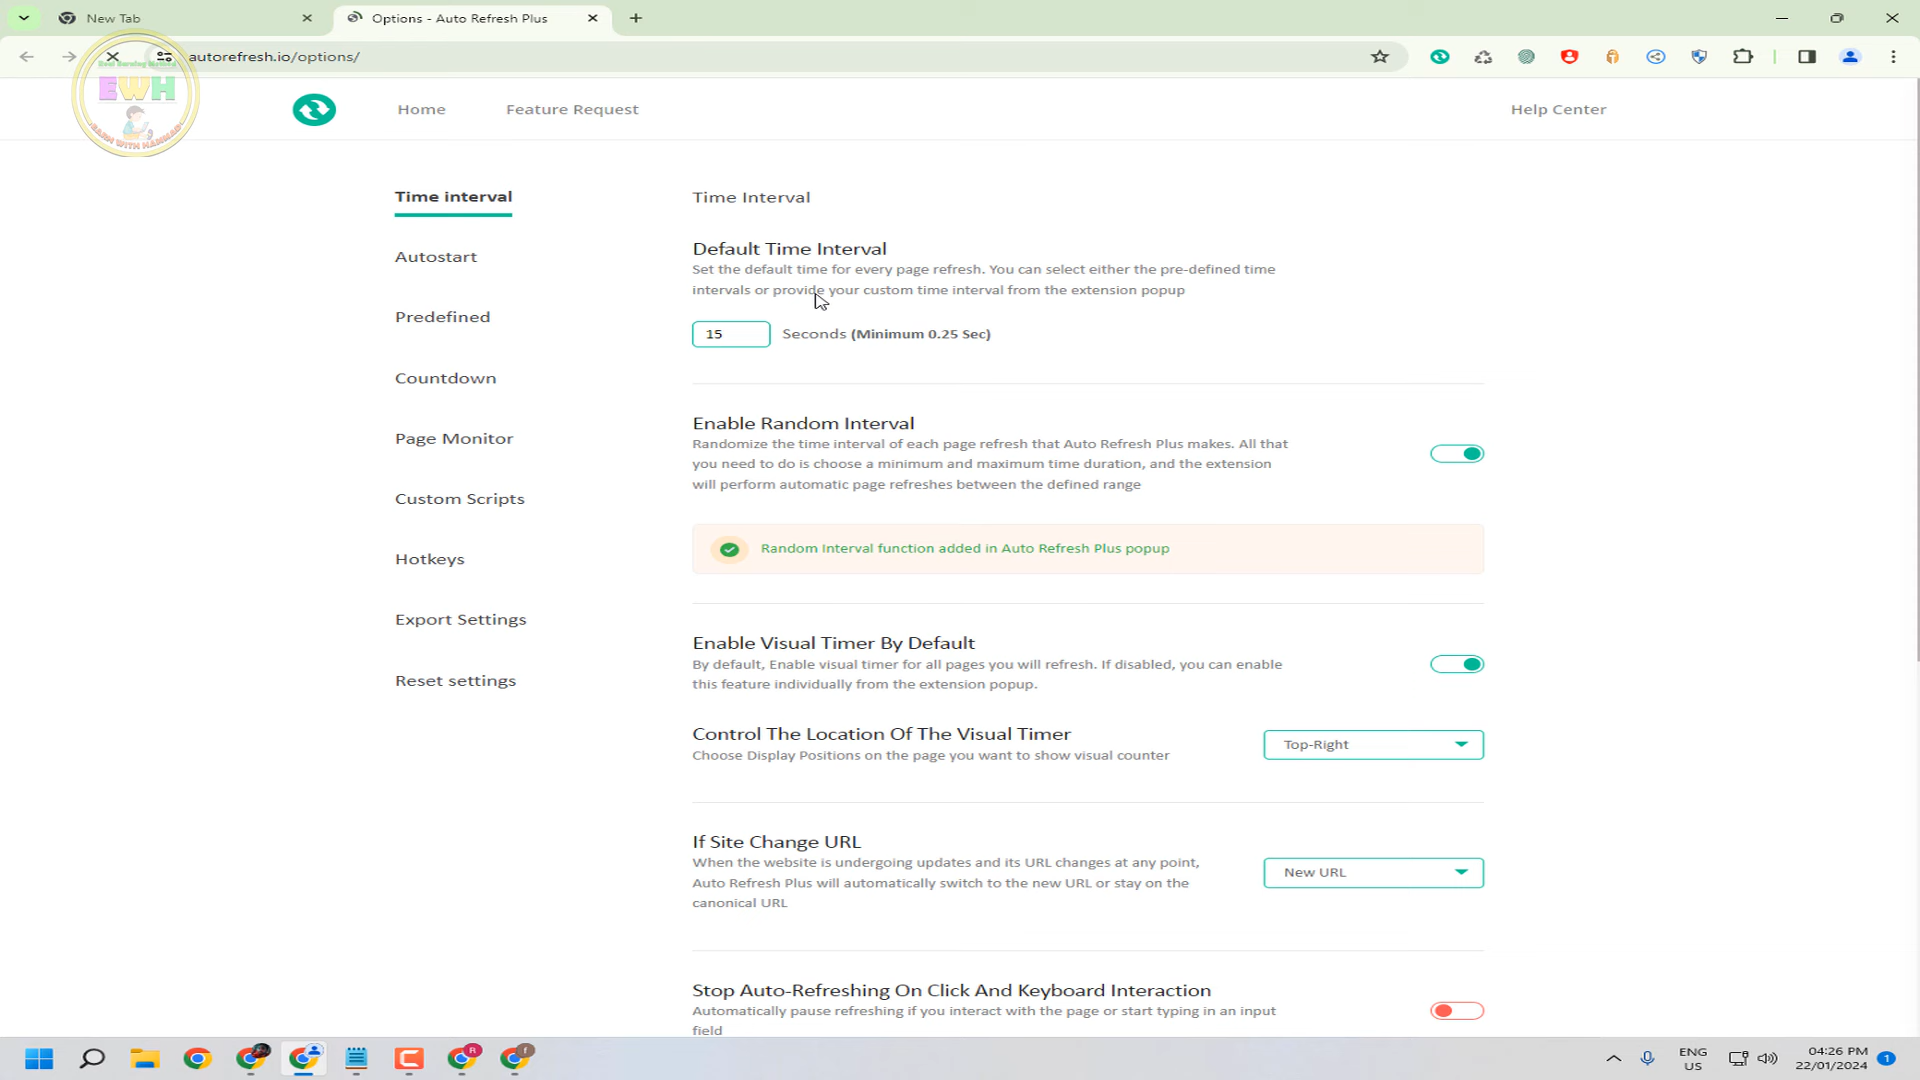 New Tab
Options - Auto Refresh Plus
autorefresh.io/options/
EWH
EARN WITH HAMMAD
Home
Feature Request
Help Center
Time interval
Autostart
Predefined
Countdown
Page Monitor
Custom Scripts
Hotkeys
Export Settings
Reset settings
Time Interval
Default Time Interval
Set the default time for every page refresh. You can select either the pre-defined time
intervals or provide your custom time interval from the extension popup
15 Seconds (Minimum 0.25 Sec)
Enable Random Interval
Randomize the time interval of each page refresh that Auto Refresh Plus makes. All that
you need to do is choose a minimum and maximum time duration, and the extension
will perform automatic page refreshes between the defined range
Random Interval function added in Auto Refresh Plus popup
Enable Visual Timer By Default
By default, Enable visual timer for all pages you will refresh. If disabled, you can enable
this feature individually from the extension popup.
Control The Location Of The Visual Timer
Choose Display Positions on the page you want to show visual counter
Top-Right
If Site Change URL
When the website is undergoing updates and its URL changes at any point,
Auto Refresh Plus will automatically switch to the new URL or stay on the
canonical URL
New URL
Stop Auto-Refreshing On Click And Keyboard Interaction
Automatically pause refreshing if you interact with the page or start typing in an input
field
R
f
ENG
US
04:26 PM
22/01/2024
1